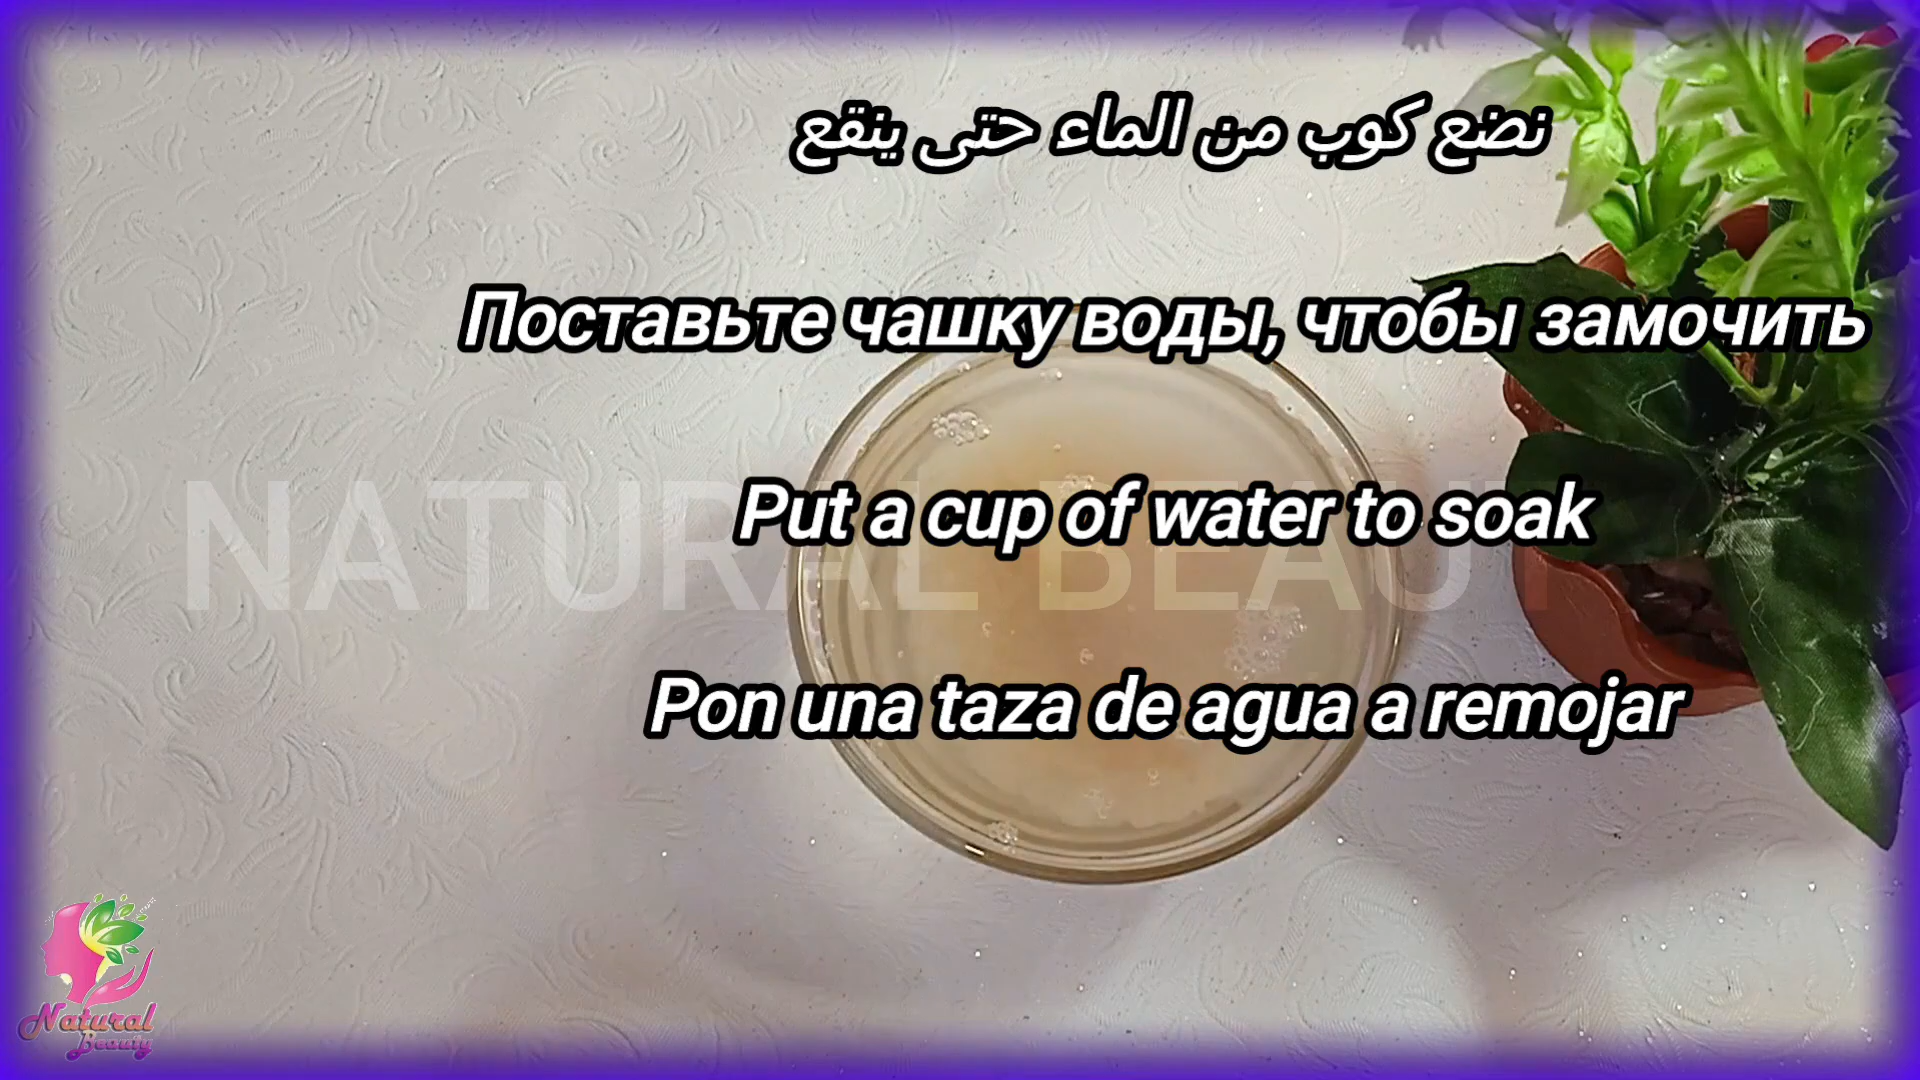 نضع كوب من الماء حتى ينقع
Поставьте чашку воды, чтобы замочить
NATURAL BEAUT
Put a cup of water to soak
Pon una taza de agua a remojar
Natural
Beauty